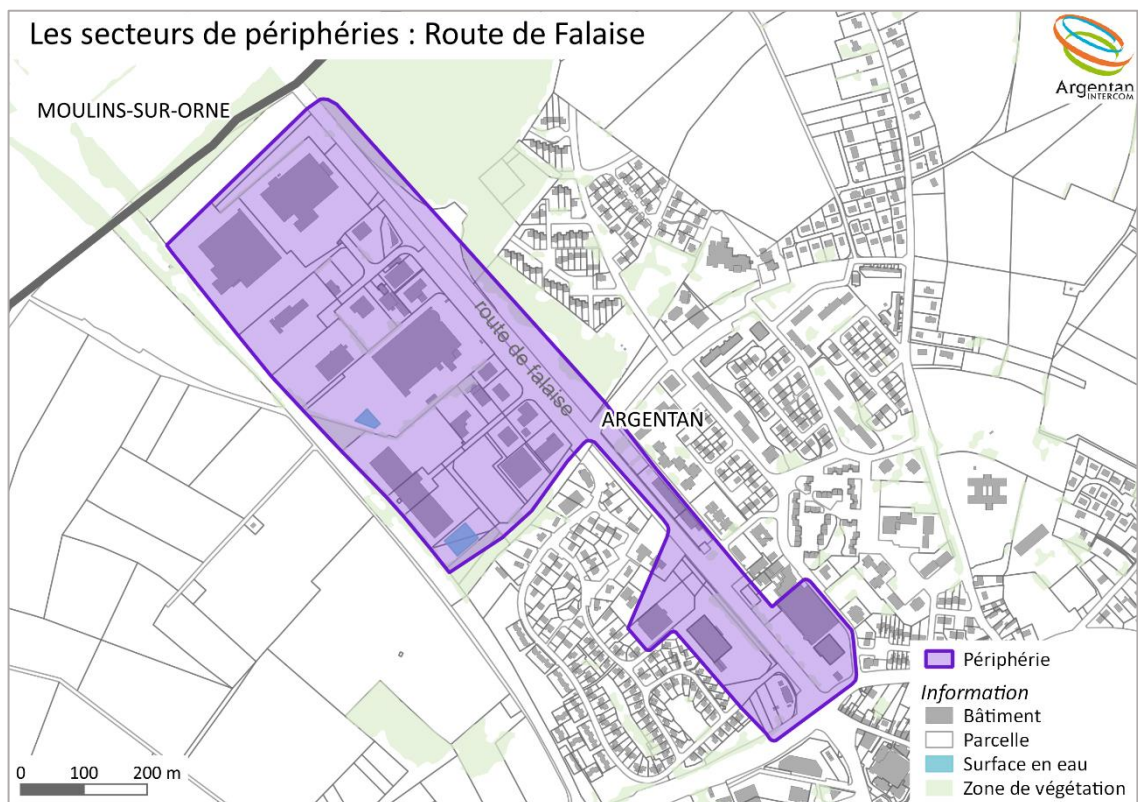 Les secteurs de périphéries : Route de Falaise
Argentan
INTERCOM
MOULINS-SUR-ORNE
route de falaise
ARGENTAN
Périphérie
Information
Bâtiment
Parcelle
Surface en eau
Zone de végétation
0 100 200 m